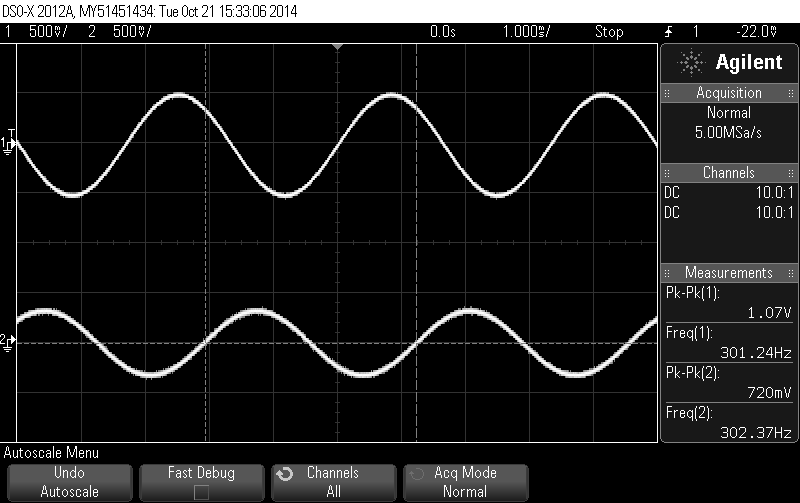 DSO-X 2012A, MY51451434: Tue Oct 21 15:33:06 2014
1 500mV/ 2 500mV/ 0.0s 1.000ms/ Stop 1 -22.0mV
Agilent
Acquisition
Normal
5.00MSa/s
Channels
DC 10.0:1
DC 10.0:1
Measurements
Pk-Pk(1):
1.07V
Freq(1):
301.24Hz
Pk-Pk(2):
720mV
Freq(2):
302.37Hz
T
1
2
Autoscale Menu
Undo
Autoscale
Fast Debug
Channels
All
Acq Mode
Normal